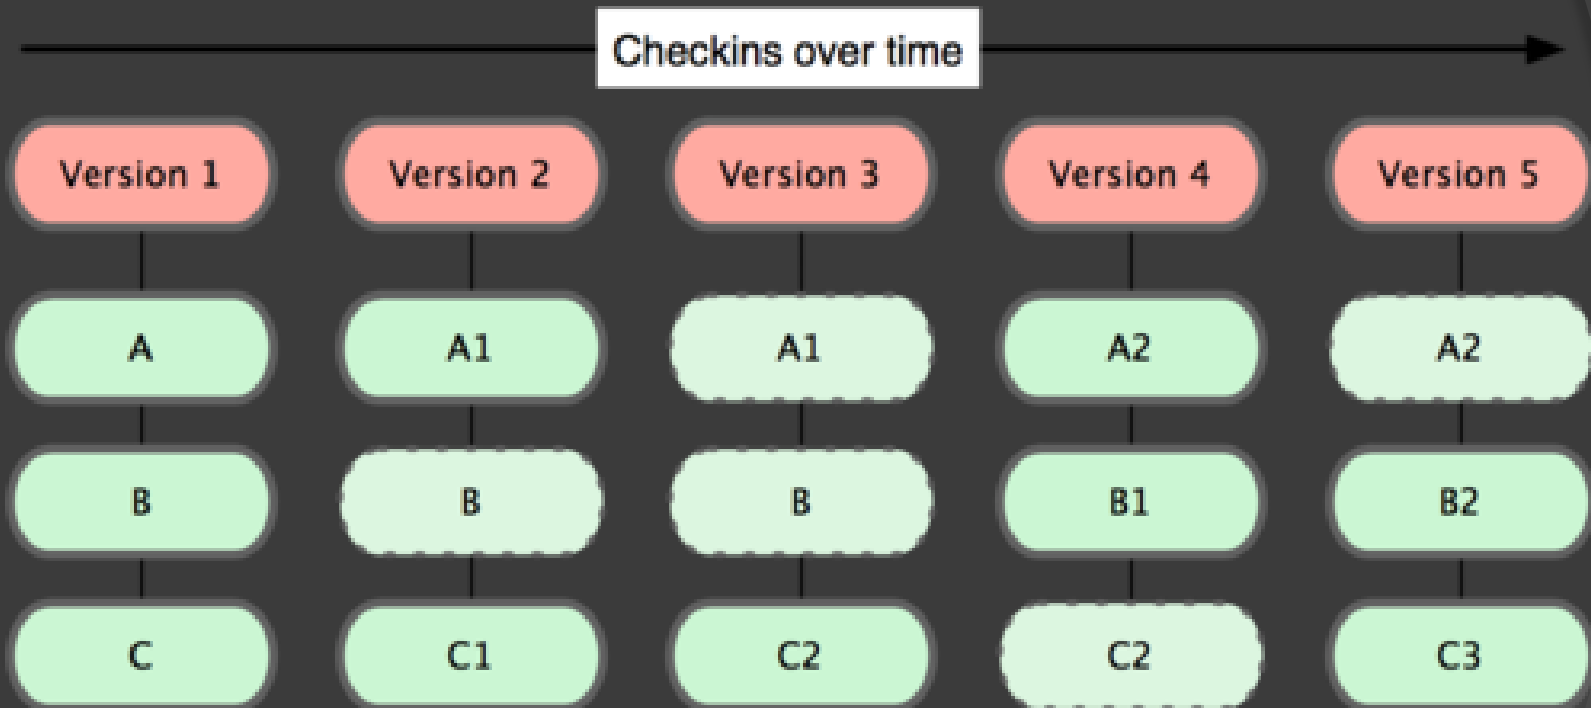 Checkins over time
Version 1 Version 2 Version 3 Version 4 Version 5
A A1 A1 A2 A2
B B B B1 B2
C C1 C2 C2 C3